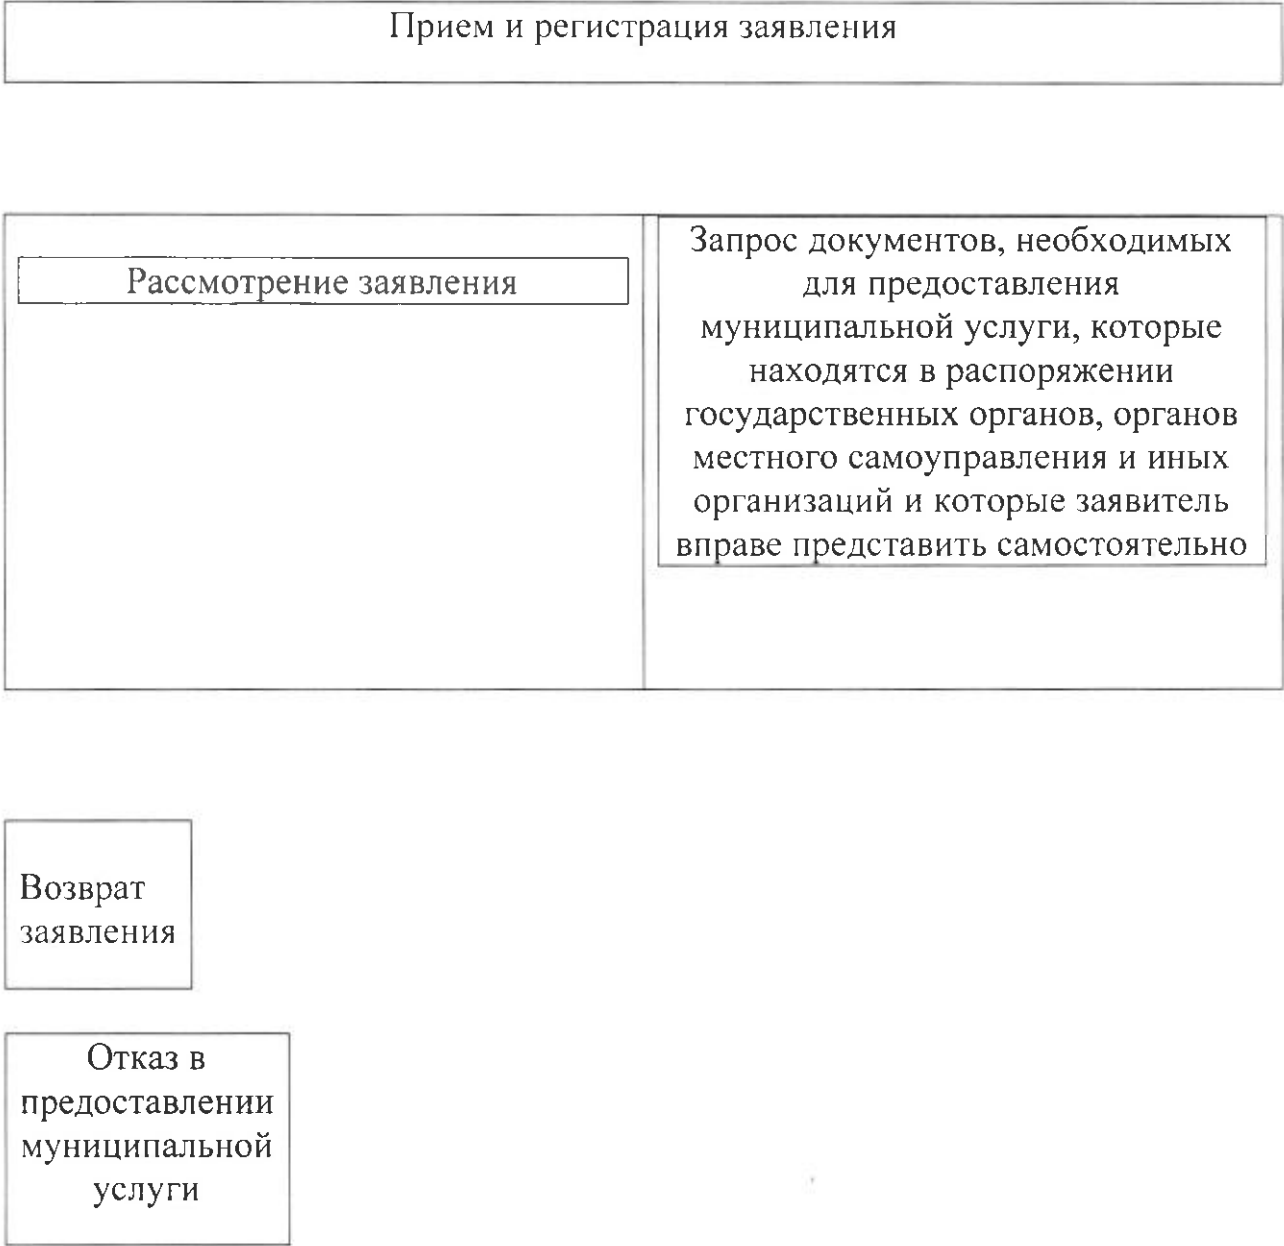 Прием и регистрация заявления
Рассмотрение заявления
Запрос документов, необходимых
для предоставления
муниципальной услуги, которые
находятся в распоряжении
государственных органов, органов
местного самоуправления и иных
организаций и которые заявитель
вправе представить самостоятельно
Возврат
заявления
Отказ в
предоставлении
муниципальной
услуги